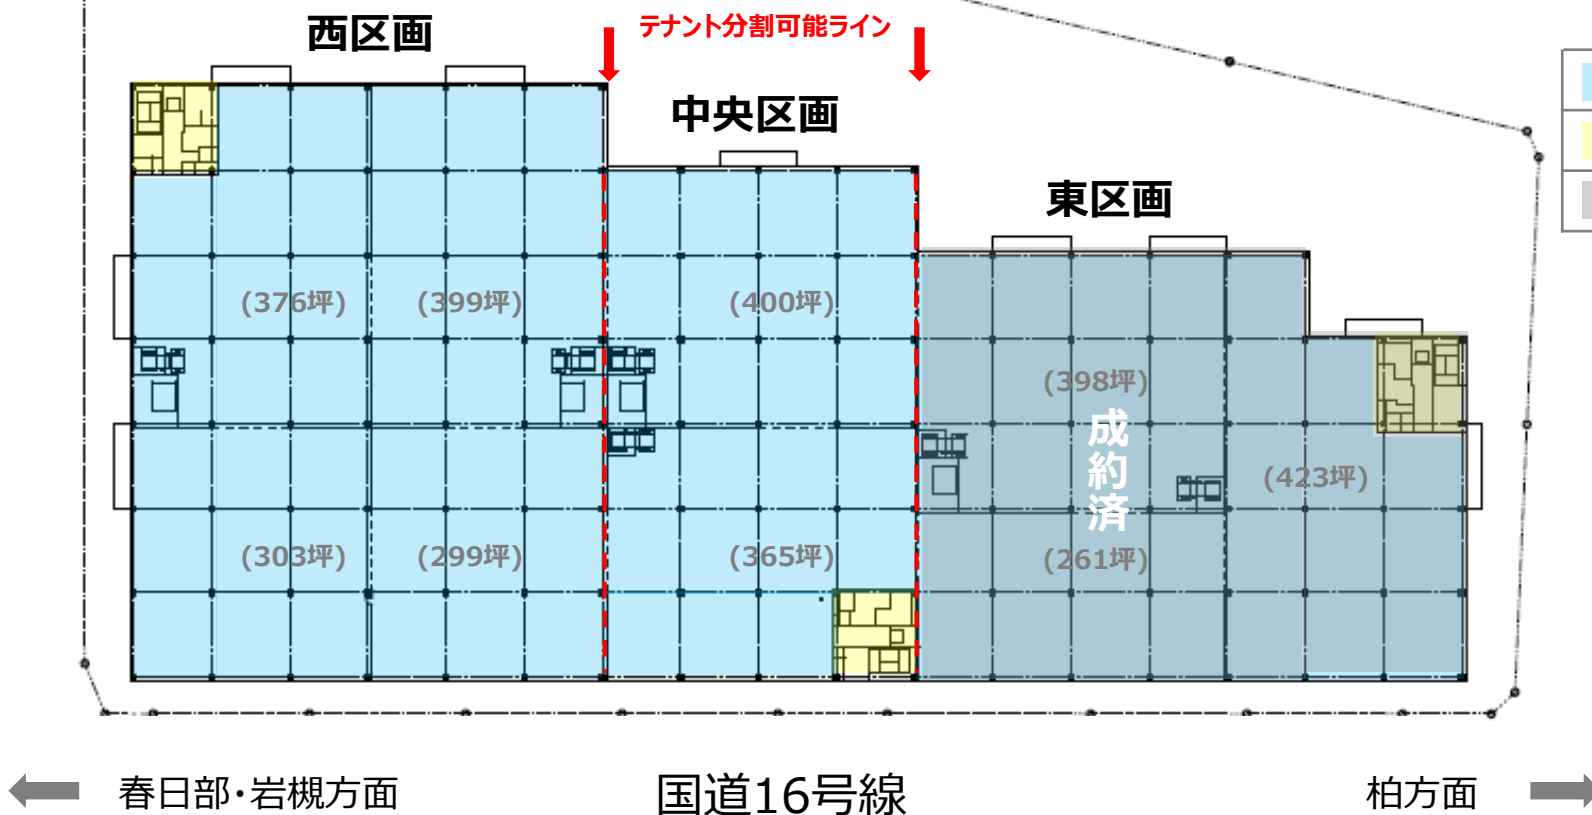 西区画
テナント分割可能ライン
中央区画
東区画
(376坪)
(399坪)
(400坪)
(398坪)
成約済
(423坪)
(303坪)
(299坪)
(365坪)
(261坪)
春日部・岩槻方面
国道16号線
柏方面